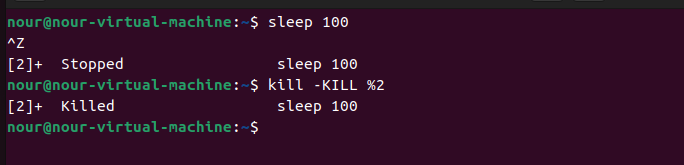 nour@nour-virtual-machine:~$ sleep 100
^Z
[2]+  Stopped                 sleep 100
nour@nour-virtual-machine:~$ kill -KILL %2
[2]+  Killed                  sleep 100
nour@nour-virtual-machine:~$